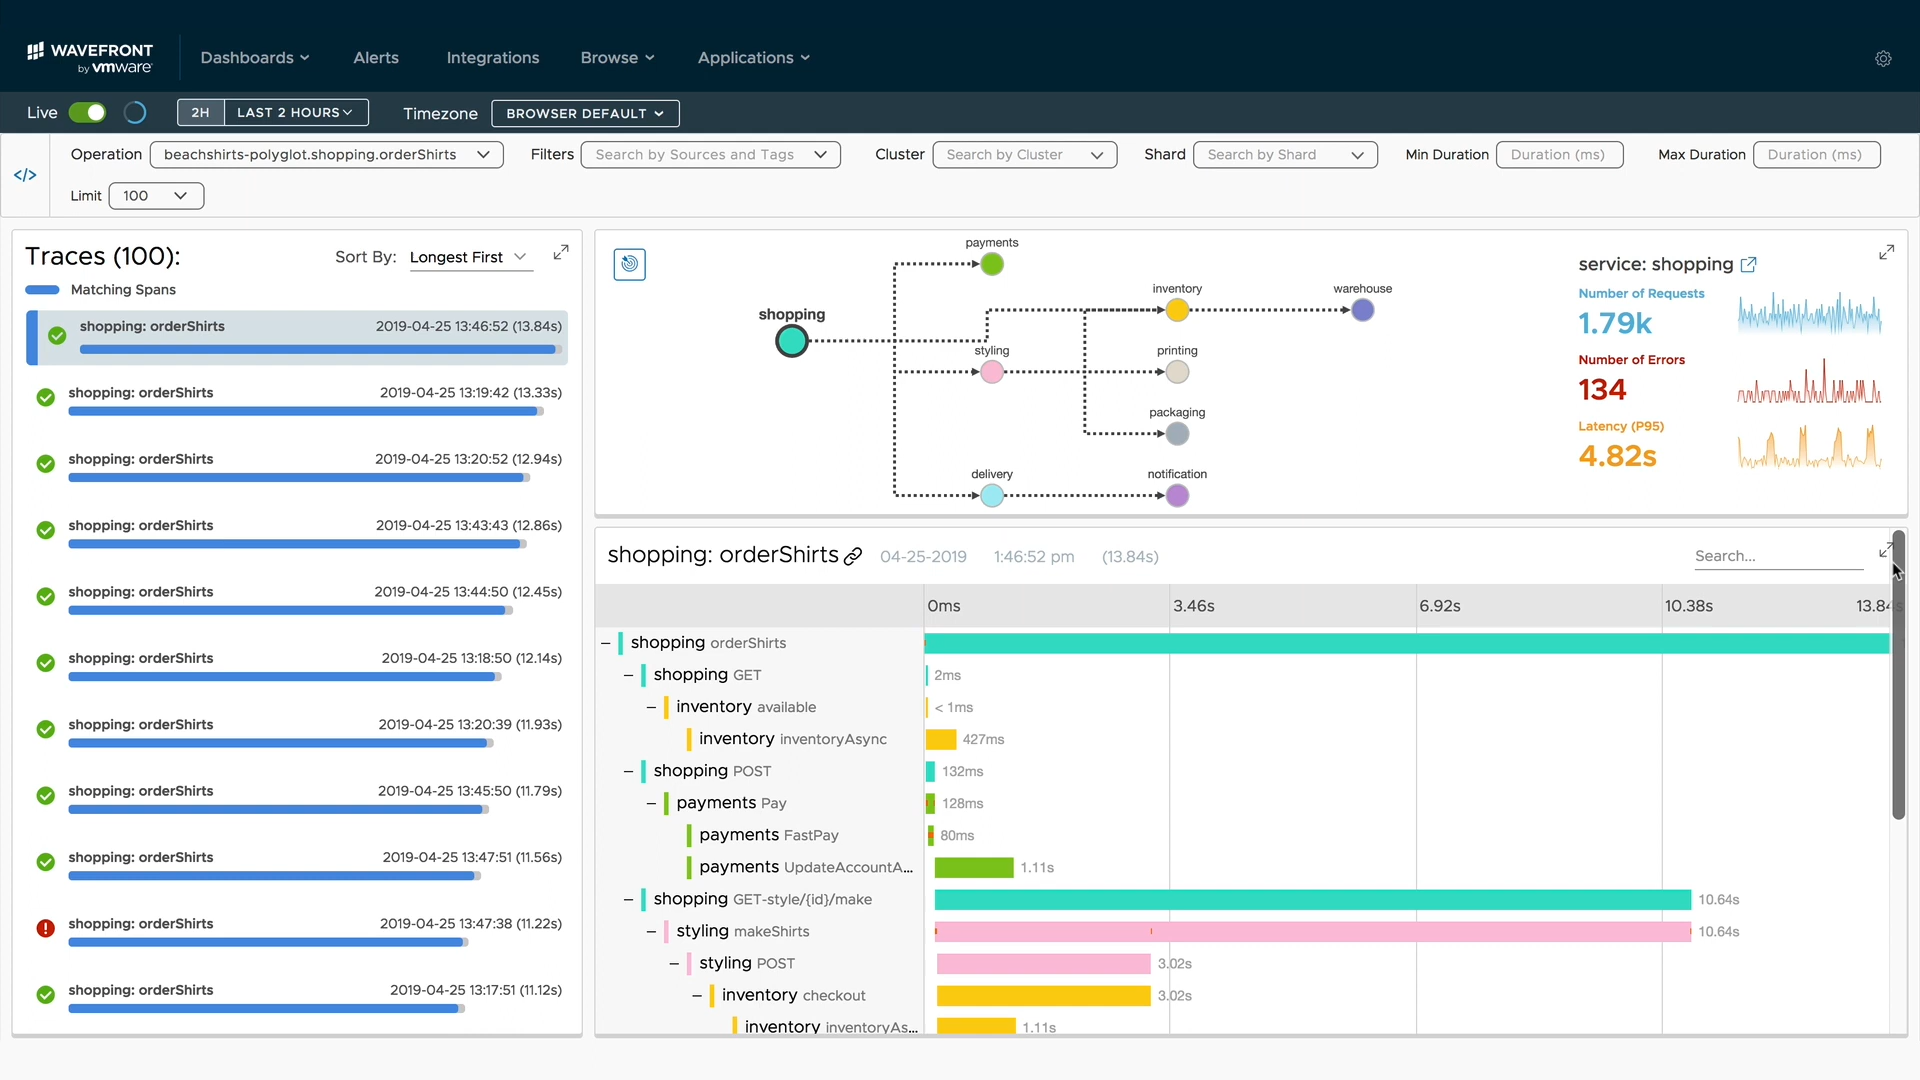 WAVEFRONT
by vmware
Dashboards
Alerts
Integrations
Browse
Applications
Live
2H
LAST 2 HOURS
Timezone
BROWSER DEFAULT
</>
Operation
beachshirts-polyglot.shopping.orderShirts
Filters
Search by Sources and Tags
Cluster
Search by Cluster
Shard
Search by Shard
Min Duration
Duration (ms)
Max Duration
Duration (ms)
Limit
100
Traces (100):
Sort By:
Longest First
Matching Spans
shopping: orderShirts 2019-04-25 13:46:52 (13.84s)
shopping: orderShirts 2019-04-25 13:19:42 (13.33s)
shopping: orderShirts 2019-04-25 13:20:52 (12.94s)
shopping: orderShirts 2019-04-25 13:43:43 (12.86s)
shopping: orderShirts 2019-04-25 13:44:50 (12.45s)
shopping: orderShirts 2019-04-25 13:18:50 (12.14s)
shopping: orderShirts 2019-04-25 13:20:39 (11.93s)
shopping: orderShirts 2019-04-25 13:45:50 (11.79s)
shopping: orderShirts 2019-04-25 13:47:51 (11.56s)
shopping: orderShirts 2019-04-25 13:47:38 (11.22s)
shopping: orderShirts 2019-04-25 13:17:51 (11.12s)
payments
inventory
warehouse
shopping
styling
printing
packaging
delivery
notification
service: shopping
Number of Requests
1.79k
Number of Errors
134
Latency (P95)
4.82s
shopping: orderShirts 04-25-2019 1:46:52 pm (13.84s)
Search...
0ms 3.46s 6.92s 10.38s 13.84s
shopping orderShirts
shopping GET 2ms
inventory available < 1ms
inventory inventoryAsync 427ms
shopping POST 132ms
payments Pay 128ms
payments FastPay 80ms
payments UpdateAccountA... 1.11s
shopping GET-style/{id}/make 10.64s
styling makeShirts 10.64s
styling POST 3.02s
inventory checkout 3.02s
inventory inventoryAs... 1.11s